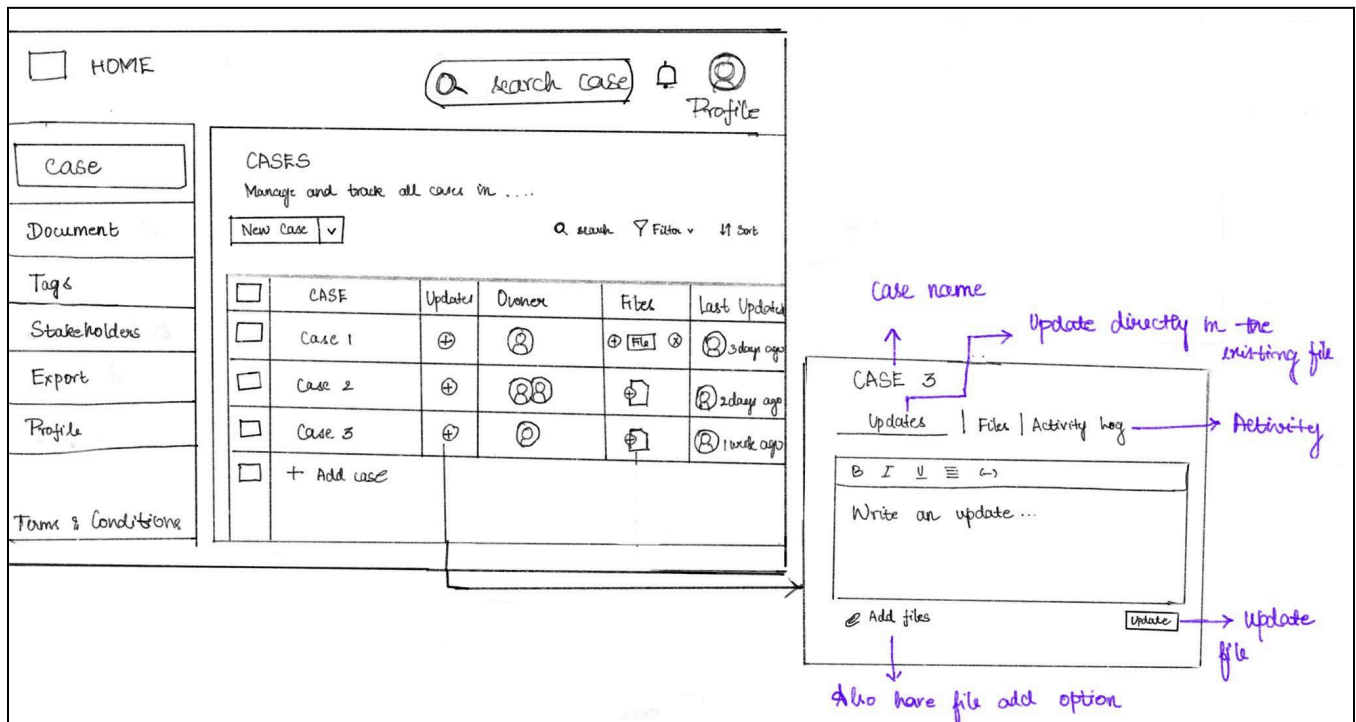 HOME
search case
Profile
Case
Document
Tags
Stakeholders
Export
Profile
Terms & Conditions
CASES
Manage and track all cases in ....
New Case
search Filter Sort
CASE Updates Owner Files Last Updated
Case 1 File 3 days ago
Case 2 2 days ago
Case 3 1 week ago
+ Add case
Case name
Update directly in the
existing file
CASE 3
Updates | Files | Activity Log
Activity
B I U
Write an update ...
Add files
Update
Update
file
Also have file add option